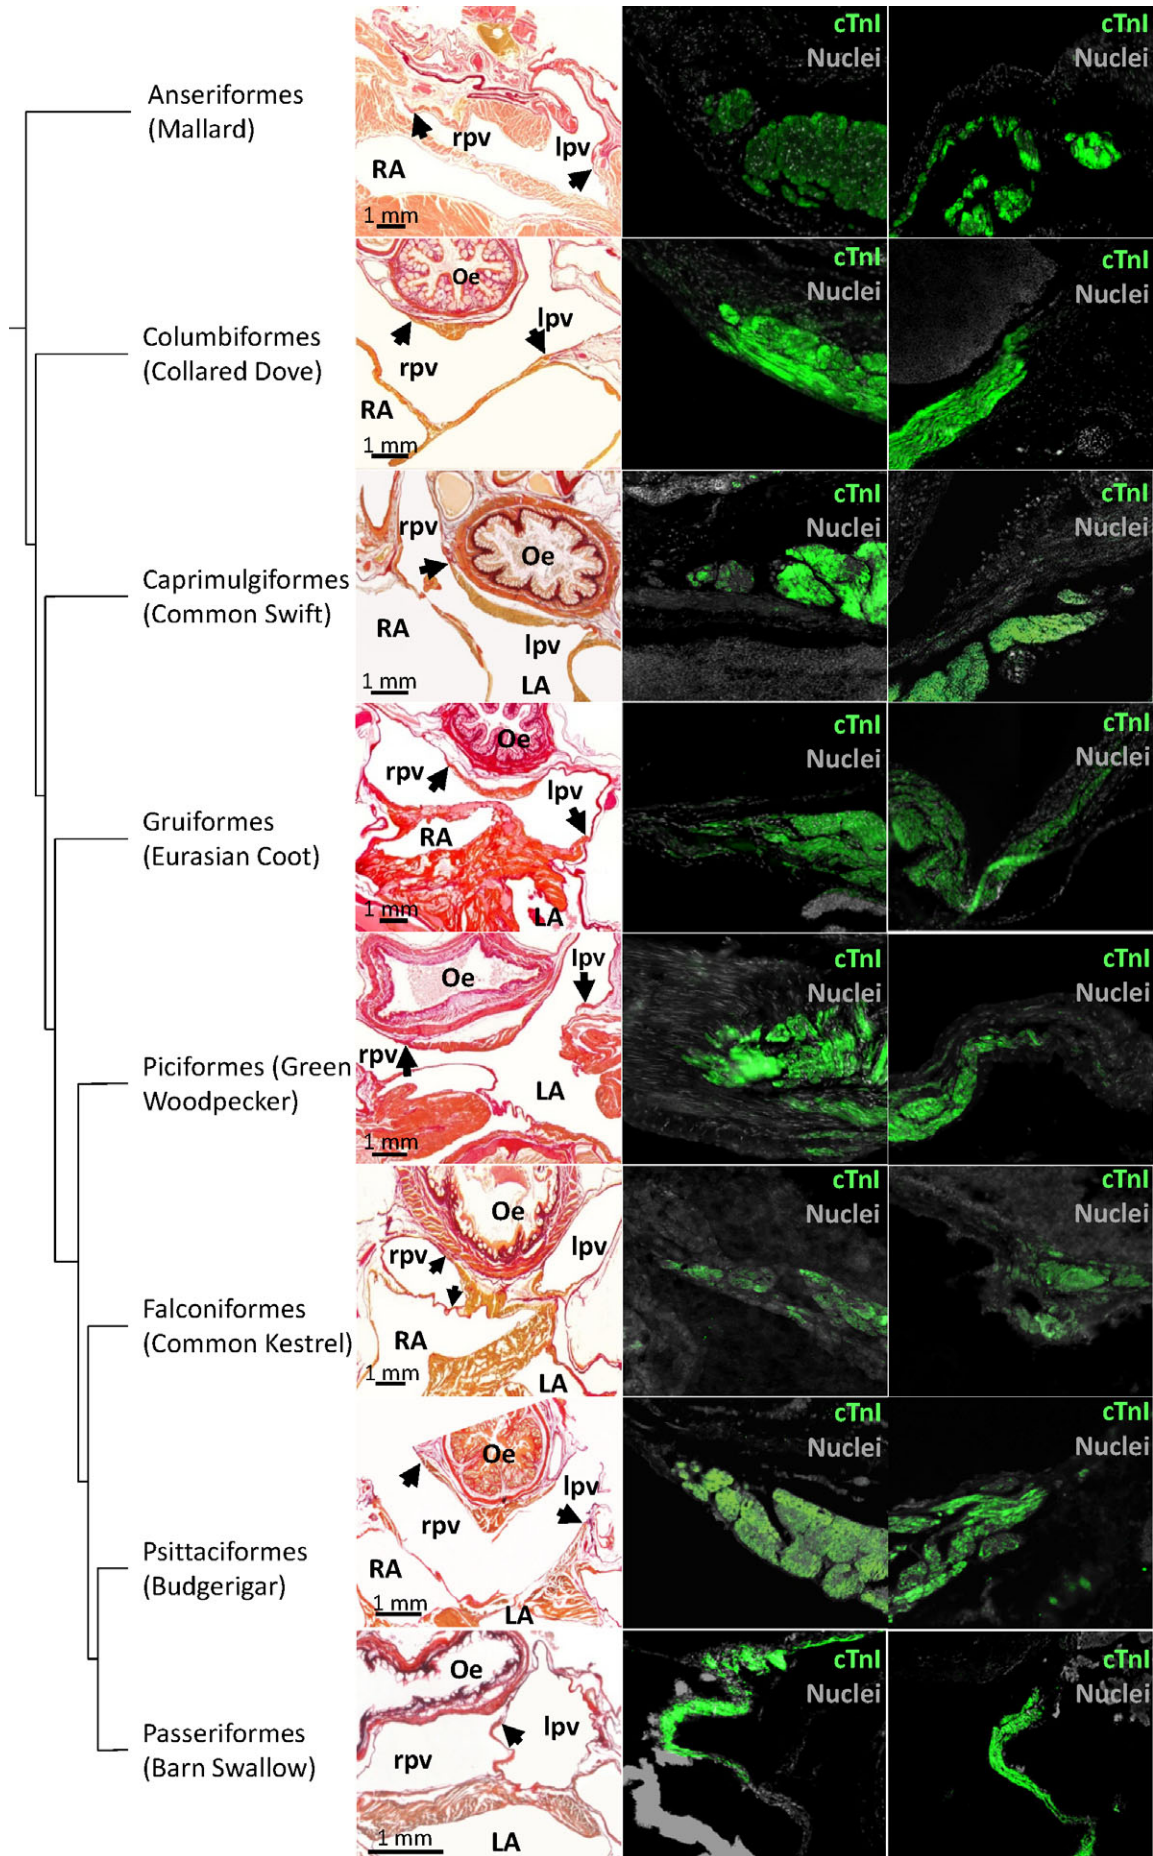 Anseriformes
(Mallard)
rpv
lpv
RA
1 mm
cTnI
Nuclei
cTnI
Nuclei
Columbiformes
(Collared Dove)
Oe
lpv
rpv
RA
1 mm
cTnI
Nuclei
cTnI
Nuclei
Caprimulgiformes
(Common Swift)
rpv
Oe
RA
lpv
LA
1 mm
cTnI
Nuclei
cTnI
Nuclei
Gruiformes
(Eurasian Coot)
Oe
rpv
lpv
RA
LA
1 mm
cTnI
Nuclei
cTnI
Nuclei
Piciformes (Green
Woodpecker)
lpv
Oe
rpv
LA
1 mm
cTnI
Nuclei
cTnI
Nuclei
Falconiformes
(Common Kestrel)
Oe
rpv
lpv
RA
1 mm
LA
cTnI
Nuclei
cTnI
Nuclei
Psittaciformes
(Budgerigar)
Oe
lpv
rpv
RA
1 mm
LA
cTnI
Nuclei
cTnI
Nuclei
Passeriformes
(Barn Swallow)
Oe
lpv
rpv
1 mm
LA
cTnI
Nuclei
cTnI
Nuclei